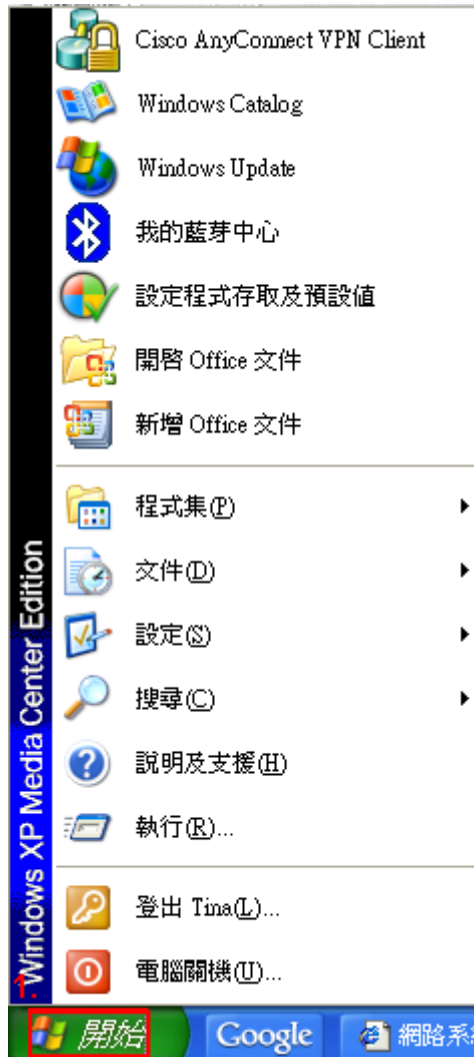 Cisco AnyConnect VPN Client
Windows Catalog
Windows Update
我的藍芽中心
設定程式存取及預設值
開啓 Office 文件
新增 Office 文件
程式集(P)
文件(D)
設定(S)
搜尋(C)
說明及支援(H)
執行(R)...
登出 Tina(L)...
電腦關機(U)...
Windows XP Media Center Edition
1.
開始
Google
網路系